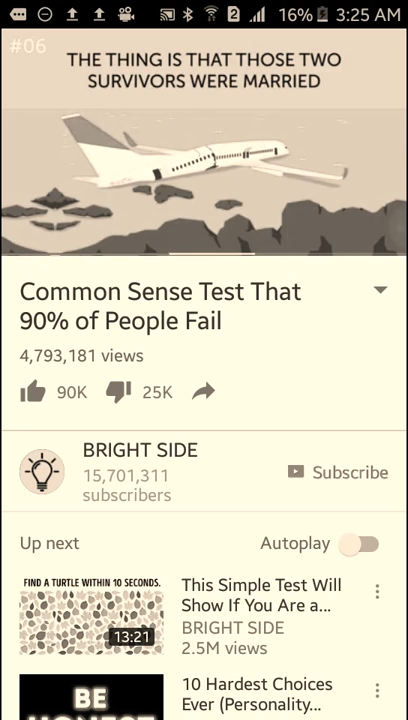 2 16% 3:25 AM
#06
THE THING IS THAT THOSE TWO
SURVIVORS WERE MARRIED
Common Sense Test That
90% of People Fail
4,793,181 views
90K 25K
BRIGHT SIDE
15,701,311
subscribers
Subscribe
Up next Autoplay
FIND A TURTLE WITHIN 10 SECONDS.
13:21
This Simple Test Will
Show If You Are a...
BRIGHT SIDE
2.5M views
BE
HONEST
10 Hardest Choices
Ever (Personality...